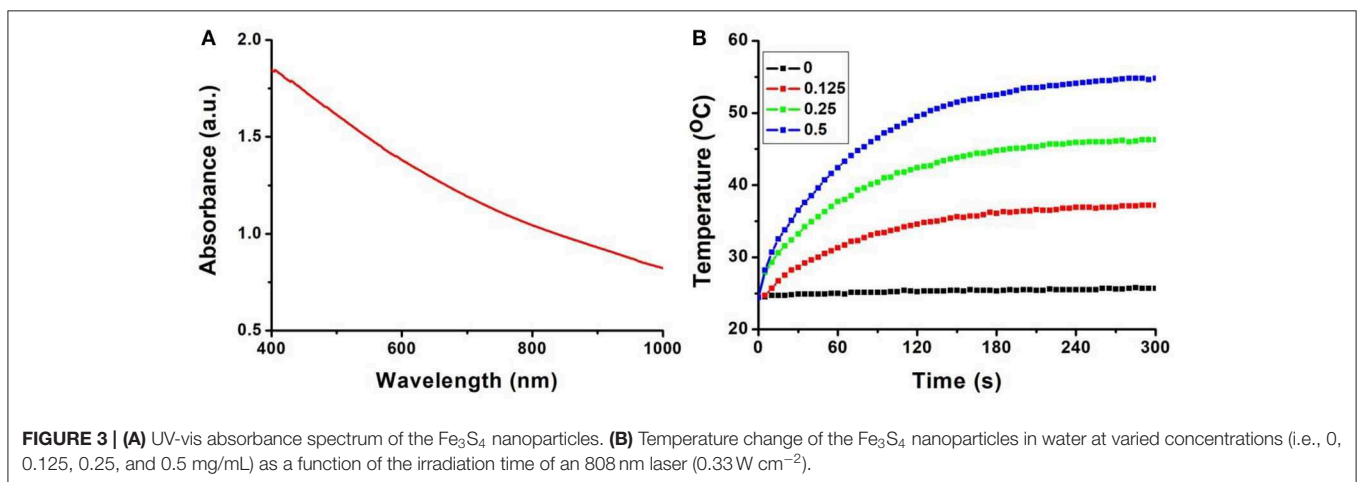 A
2.0
1.5
1.0
0.5
Absorbance (a.u.)
400
600
800
1000
Wavelength (nm)
B
60
50
40
30
20
Temperature (°C)
0
0.125
0.25
0.5
0
60
120
180
240
300
Time (s)
FIGURE 3 | (A) UV-vis absorbance spectrum of the Fe₃S₄ nanoparticles. (B) Temperature change of the Fe₃S₄ nanoparticles in water at varied concentrations (i.e., 0,
0.125, 0.25, and 0.5 mg/mL) as a function of the irradiation time of an 808 nm laser (0.33 W cm⁻²).